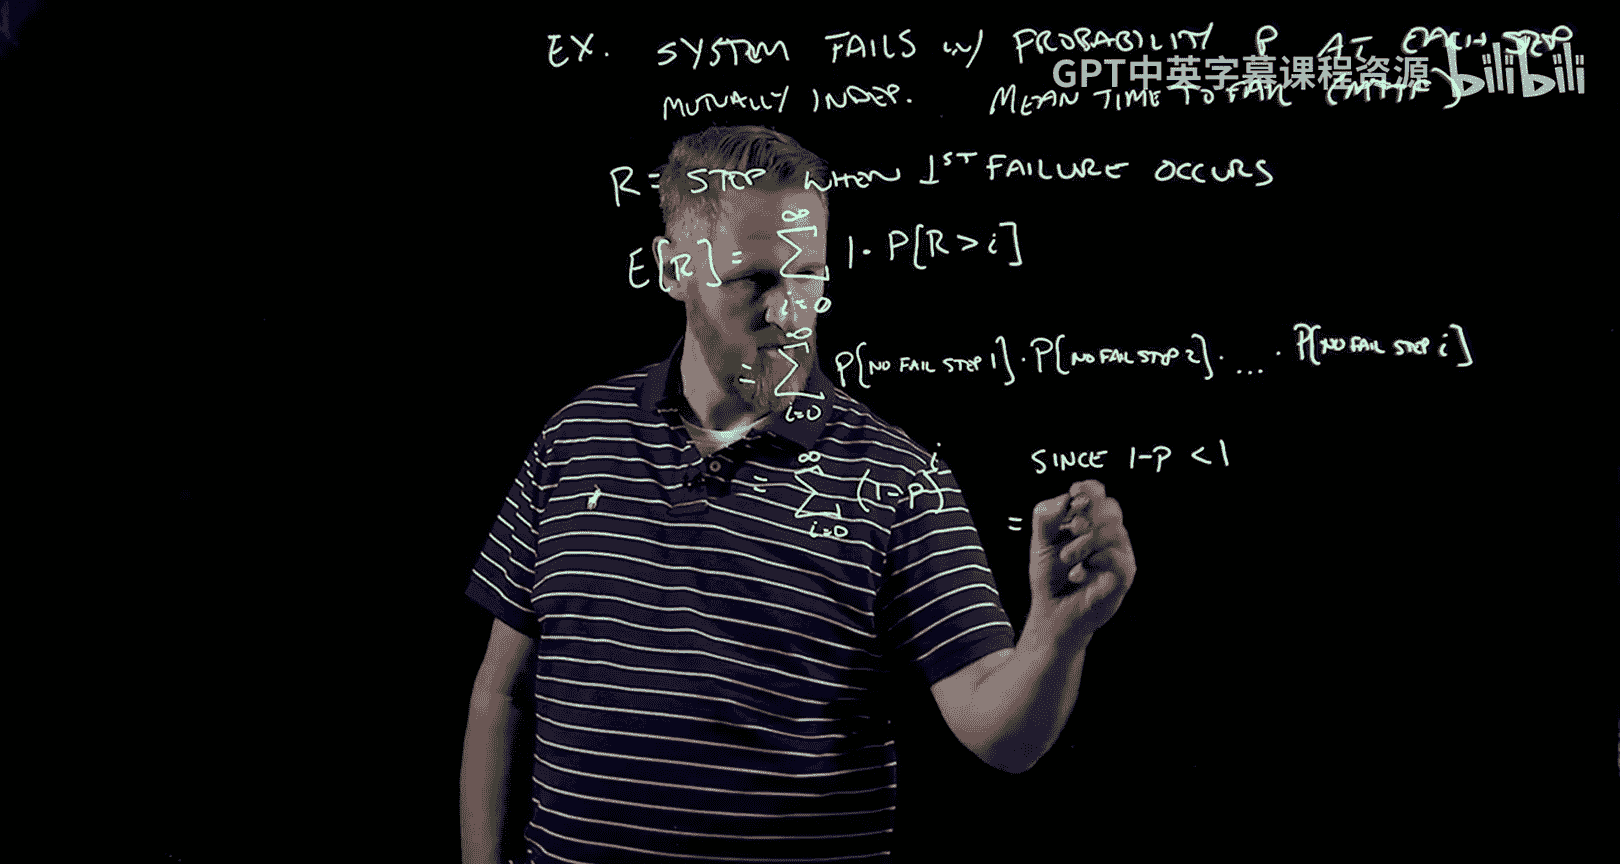 EX. SYSTEM FAILS W/ PROBABILITY P AT EACH STEP
GPT中英字幕课程资源 bilibili
MUTUALLY INDEP. MEAN TIME TO FAIL (MTTF)
R = STEP WHEN 1ST FAILURE OCCURS
E[R] = ∑_{i=0}^{∞} 1 · P[R > i]
= ∑_{i=0}^{∞} P[NO FAIL STEP 1] · P[NO FAIL STEP 2] · ... · P[NO FAIL STEP i]
SINCE 1-P < 1
= ∑_{i=0}^{∞} (1-P)^i =